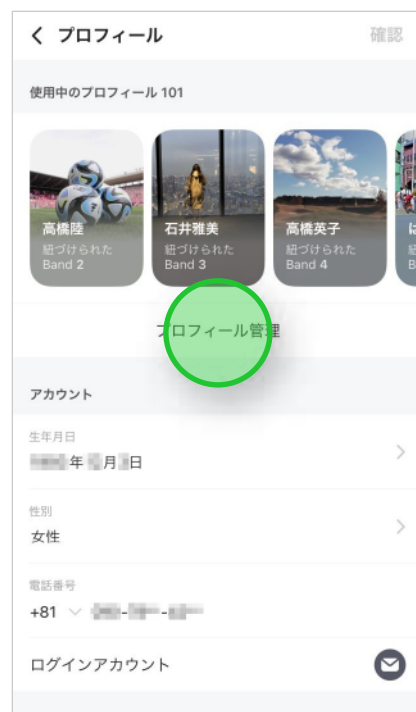 プロフィール
確認
使用中のプロフィール 101
高橋陸
紐づけられた
Band 2
石井雅美
紐づけられた
Band 3
高橋英子
紐づけられた
Band 4
プロフィール管理
アカウント
生年月日
年 月 日
性別
女性
電話番号
+81
ログインアカウント